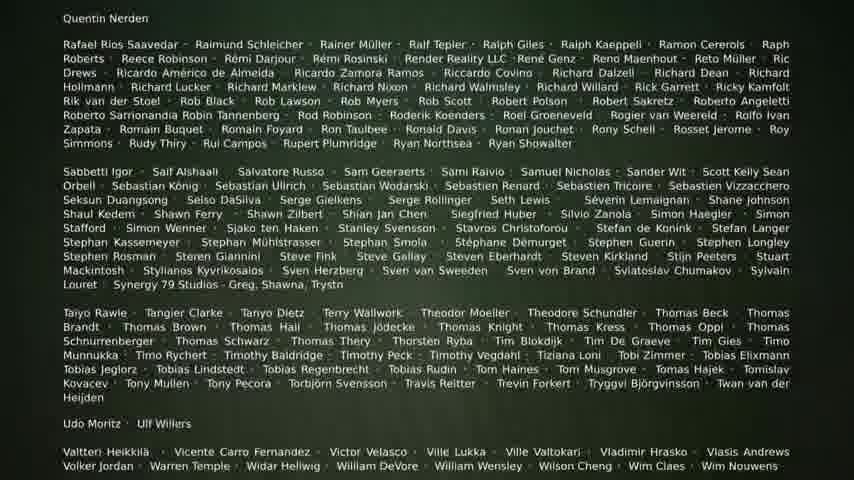 Quentin Nerden
Rafael Rios Saavedar · Raimund Schleicher · Rainer Müller · Ralf Tepler · Ralph Giles · Ralph Kaeppeli · Ramon Cererols · Raph
Roberts · Reece Robinson · Rémi Darjour · Rémi Rosinski · Render Reality LLC · René Genz · Reno Maenhout · Reto Müller · Ric
Drews · Ricardo Américo de Almeida · Ricardo Zamora Ramos · Riccardo Covino · Richard Dalzell · Richard Dean · Richard
Hollmann · Richard Lucker · Richard Marklew · Richard Nixon · Richard Walmsley · Richard Willard · Rick Garrett · Ricky Kamfolt
Rik van der Stoel · Rob Black · Rob Lawson · Rob Myers · Rob Scott · Robert Polson · Robert Sakretz · Roberto Angeletti
Roberto Sarrionandia Robin Tannenberg · Rod Robinson · Roderik Koenders · Roel Groeneveld · Rogier van Weereld · Rolfo Ivan
Zapata · Romain Buquet · Romain Foyard · Ron Taulbee · Ronald Davis · Ronan Jouchet · Rony Schell · Rosset Jerome · Roy
Simmons · Rudy Thiry · Rui Campos · Rupert Plumridge · Ryan Northsea · Ryan Showalter
Sabbetti Igor · Saif Alshaali · Salvatore Russo · Sam Geeraerts · Sami Raivio · Samuel Nicholas · Sander Wit · Scott Kelly Sean
Orbell · Sebastian König · Sebastian Ullrich · Sebastian Wodarski · Sebastien Renard · Sebastien Tricoire · Sebastien Vizzacchero
Seksun Duangsong · Selso DaSilva · Serge Gielkens · Serge Rollinger · Seth Lewis · Séverin Lemaignan · Shane Johnson
Shaul Kedem · Shawn Ferry · Shawn Zilbert · Shian Jan Chen · Siegfried Huber · Silvio Zanola · Simon Haegler · Simon
Stafford · Simon Wenner · Sjako ten Haken · Stanley Svensson · Stavros Christoforou · Stefan de Konink · Stefan Langer
Stephan Kassemeyer · Stephan Mühlstrasser · Stephan Smola · Stéphane Démurget · Stephen Guerin · Stephen Longley
Stephen Rosman · Steren Giannini · Steve Fink · Steve Gallay · Steven Eberhardt · Steven Kirkland · Stijn Peeters · Stuart
Mackintosh · Stylianos Kyvrikosaios · Sven Herzberg · Sven van Sweeden · Sven von Brand · Sviatoslav Chumakov · Sylvain
Louret · Synergy 79 Studios - Greg, Shawna, Trystn
Taiyo Rawle · Tangier Clarke · Tanyo Dietz · Terry Wallwork · Theodor Moeller · Theodore Schundler · Thomas Beck · Thomas
Brandt · Thomas Brown · Thomas Hall · Thomas Jödecke · Thomas Knight · Thomas Kress · Thomas Oppl · Thomas
Schnurrenberger · Thomas Schwarz · Thomas Thery · Thorsten Ryba · Tim Blokdijk · Tim De Graeve · Tim Gies · Timo
Munnukka · Timo Rychert · Timothy Baldridge · Timothy Peck · Timothy Vegdahl · Tiziana Loni · Tobi Zimmer · Tobias Elixmann
Tobias Jeglorz · Tobias Lindstedt · Tobias Regenbrecht · Tobias Rudin · Tom Haines · Tom Musgrove · Tomas Hajek · Tomislav
Kovacev · Tony Mullen · Tony Pecora · Torbjörn Svensson · Travis Reitter · Trevin Forkert · Tryggvi Björgvinsson · Twan van der
Heijden
Udo Moritz · Ulf Willers
Valtteri Heikkilä · Vicente Carro Fernandez · Victor Velasco · Ville Lukka · Ville Valtokari · Vladimir Hrasko · Vlasis Andrews
Volker Jordan · Warren Temple · Widar Hellwig · William DeVore · William Wensley · Wilson Cheng · Wim Claes · Wim Nouwens